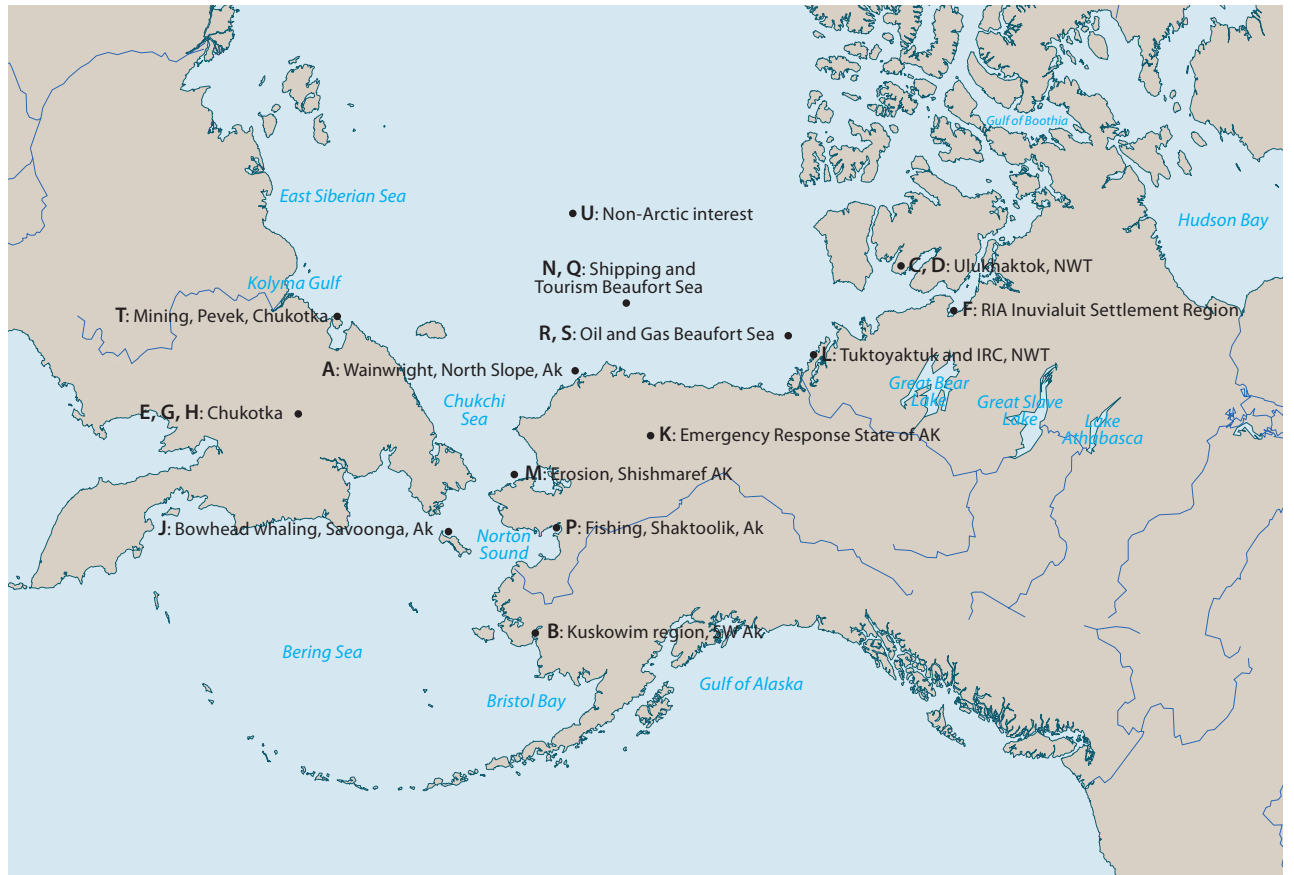 Gulf of Boothia
East Siberian Sea
U: Non-Arctic interest
Hudson Bay
N, Q: Shipping and
Tourism Beaufort Sea
C, D: Ulukhaktok, NWT
Kolyma Gulf
T: Mining, Pevek, Chukotka
F: RIA Inuvialuit Settlement Region
R, S: Oil and Gas Beaufort Sea
L: Tuktoyaktuk and IRC, NWT
A: Wainwright, North Slope, Ak
Great Bear
Lake
Chukchi
Sea
Great Slave
Lake
E, G, H: Chukotka
Lake
Athabasca
K: Emergency Response State of AK
M: Erosion, Shishmaref AK
J: Bowhead whaling, Savoonga, Ak
Norton
Sound
P: Fishing, Shaktoolik, Ak
B: Kuskowim region, SW Ak
Bering Sea
Gulf of Alaska
Bristol Bay